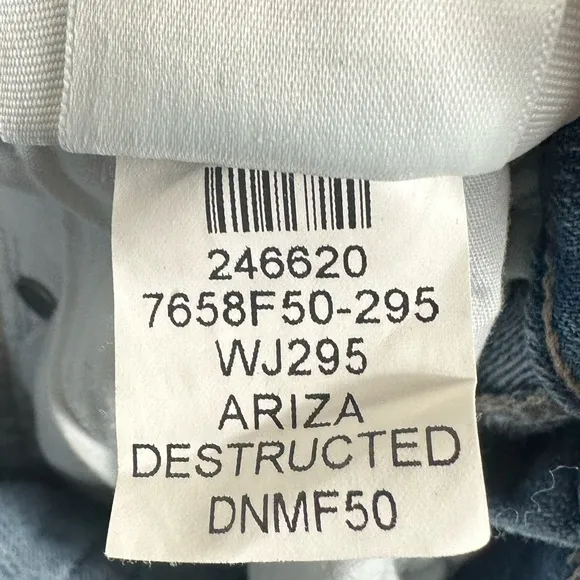 246620
7658F50-295
WJ295
ARIZA
DESTRUCTED
DNMF50